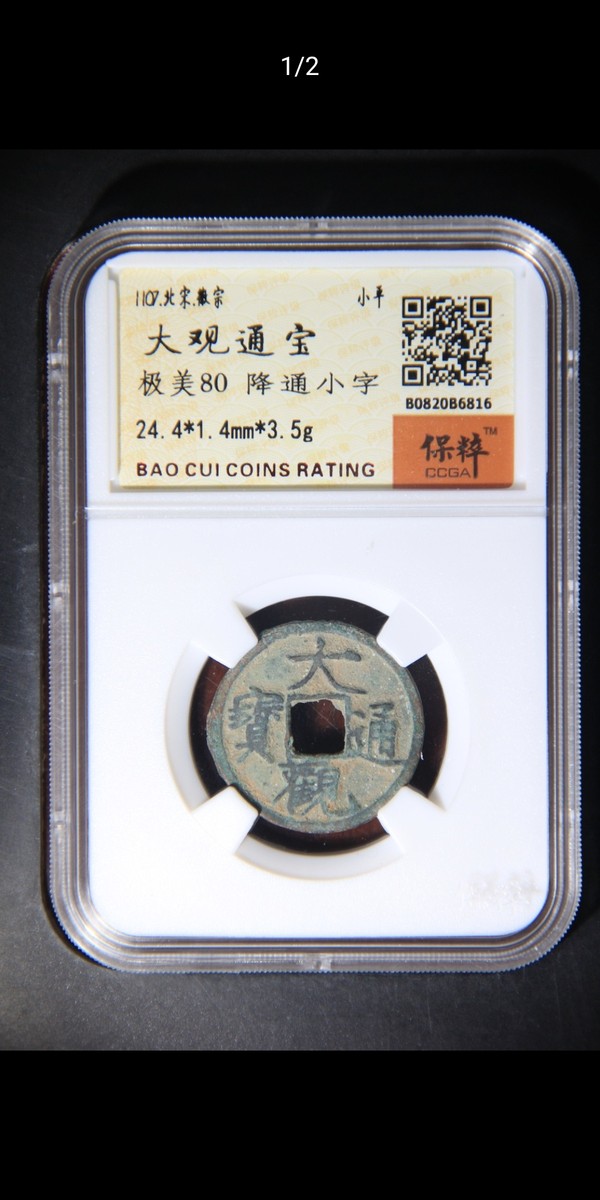 1/2
1107.北宋.徽宗 小平
大观通宝
极美80 降通小字
B0820B6816
24.4*1.4mm*3.5g
保粹™
CCGA
BAO CUI COINS RATING
大
寶 通
觀